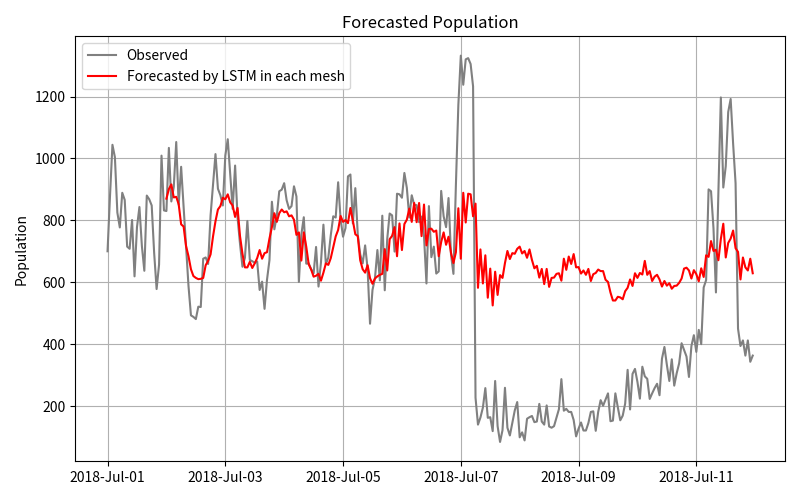 Forecasted Population
Observed
Forecasted by LSTM in each mesh
Population
1200
1000
800
600
400
200
2018-Jul-01
2018-Jul-03
2018-Jul-05
2018-Jul-07
2018-Jul-09
2018-Jul-11